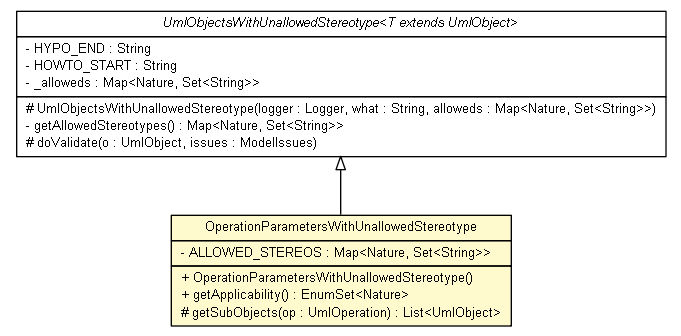 UmlObjectsWithUnallowedStereotype<T extends UmlObject>
- HYPO_END : String
- HOWTO_START : String
- _alloweds : Map<Nature, Set<String>>
# UmlObjectsWithUnallowedStereotype(logger : Logger, what : String, alloweds : Map<Nature, Set<String>>)
- getAllowedStereotypes() : Map<Nature, Set<String>>
# doValidate(o : UmlObject, issues : ModelIssues)
OperationParametersWithUnallowedStereotype
- ALLOWED_STEREOS : Map<Nature, Set<String>>
+ OperationParametersWithUnallowedStereotype()
+ getApplicability() : EnumSet<Nature>
# getSubObjects(op : UmlOperation) : List<UmlObject>